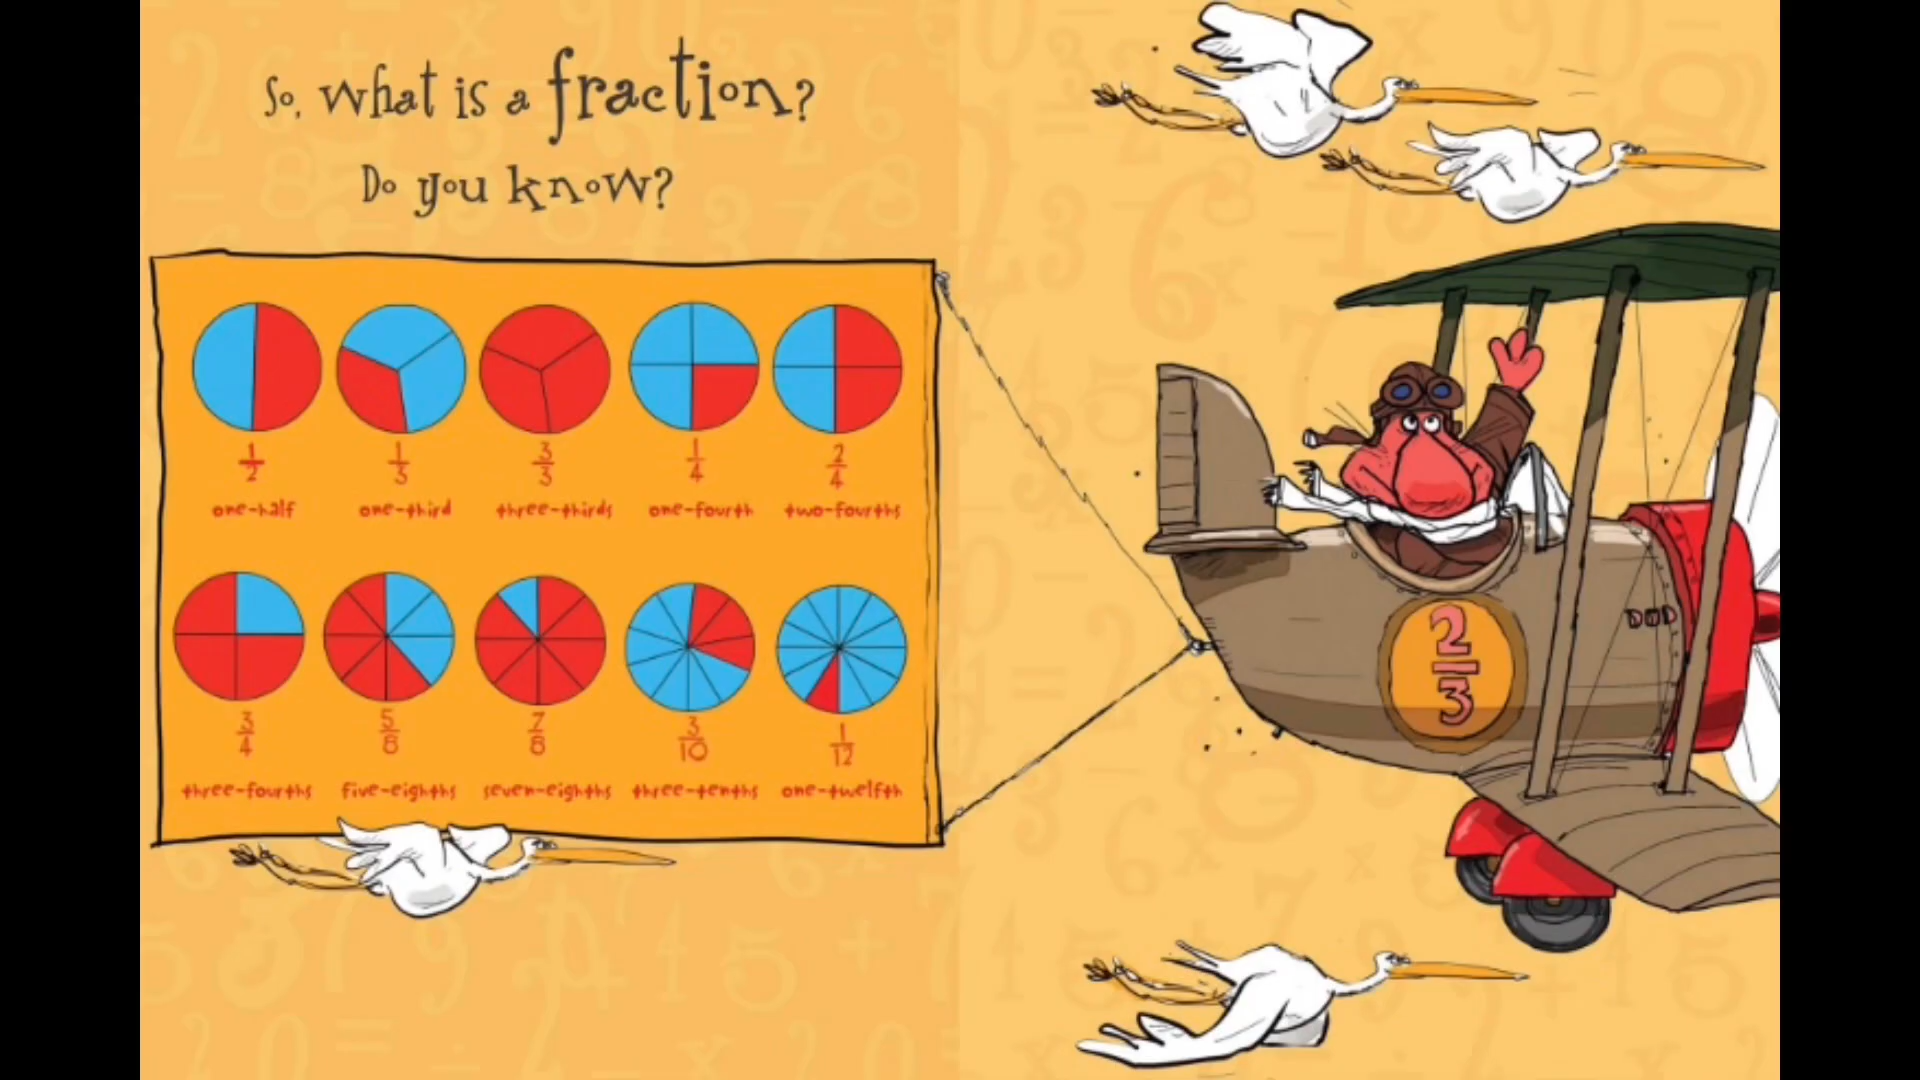 So, what is a fraction?
Do you know?
1/2 1/3 3/3 1/4 2/4
one-half one-third three-thirds one-fourth two-fourths
3/4 5/8 7/8 3/10 1/12
three-fourths five-eighths seven-eighths three-tenths one-twelfth
2/3